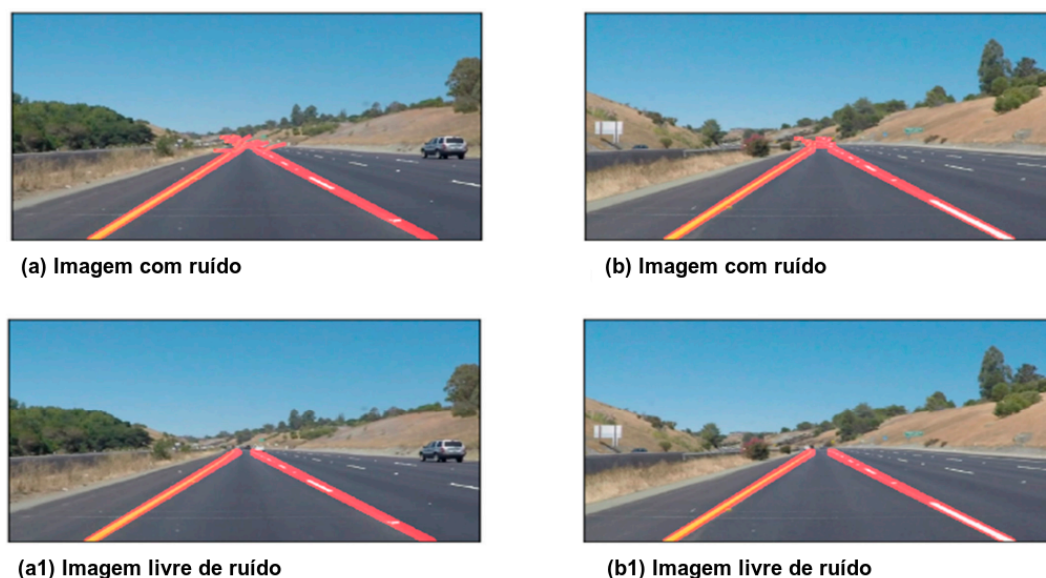 (a) Imagem com ruído
(b) Imagem com ruído
(a1) Imagem livre de ruído
(b1) Imagem livre de ruído